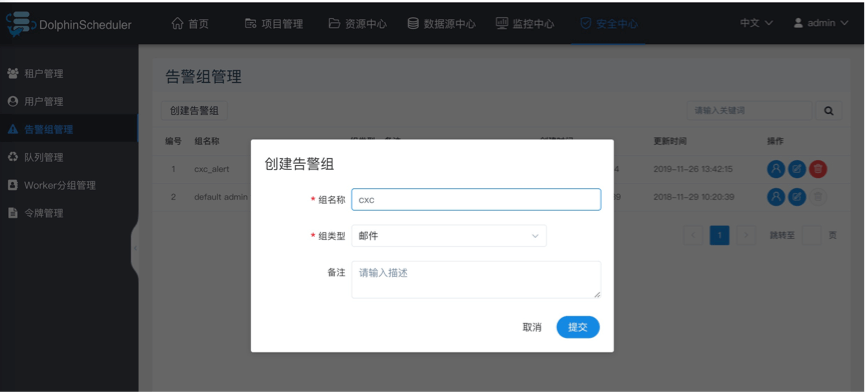 DolphinScheduler 首页 项目管理 资源中心 数据源中心 监控中心 安全中心 中文 admin
租户管理
用户管理
告警组管理
队列管理
Worker分组管理
令牌管理
告警组管理
创建告警组 请输入关键词
编号 组名称 更新时间 操作
1 cxc_alert 2019-11-26 13:42:15
2 default admin 2018-11-29 10:20:39
1 跳转至 页
创建告警组
* 组名称 cxc
* 组类型 邮件
备注 请输入描述
取消 提交